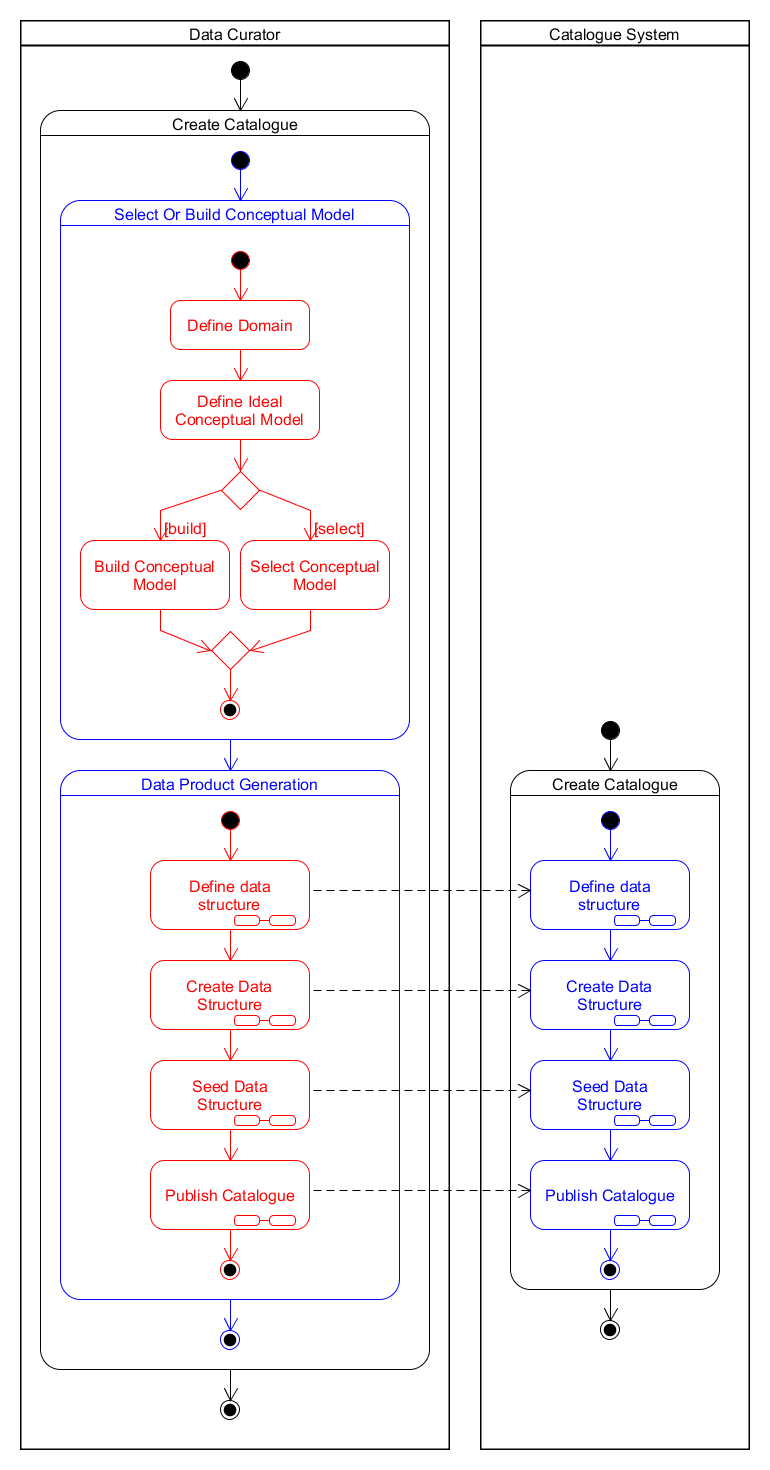 Data Curator
Catalogue System
Create Catalogue
Select Or Build Conceptual Model
Define Domain
Define Ideal
Conceptual Model
[build]
[select]
Build Conceptual
Model
Select Conceptual
Model
Data Product Generation
Define data
structure
Create Data
Structure
Seed Data
Structure
Publish Catalogue
Create Catalogue
Define data
structure
Create Data
Structure
Seed Data
Structure
Publish Catalogue